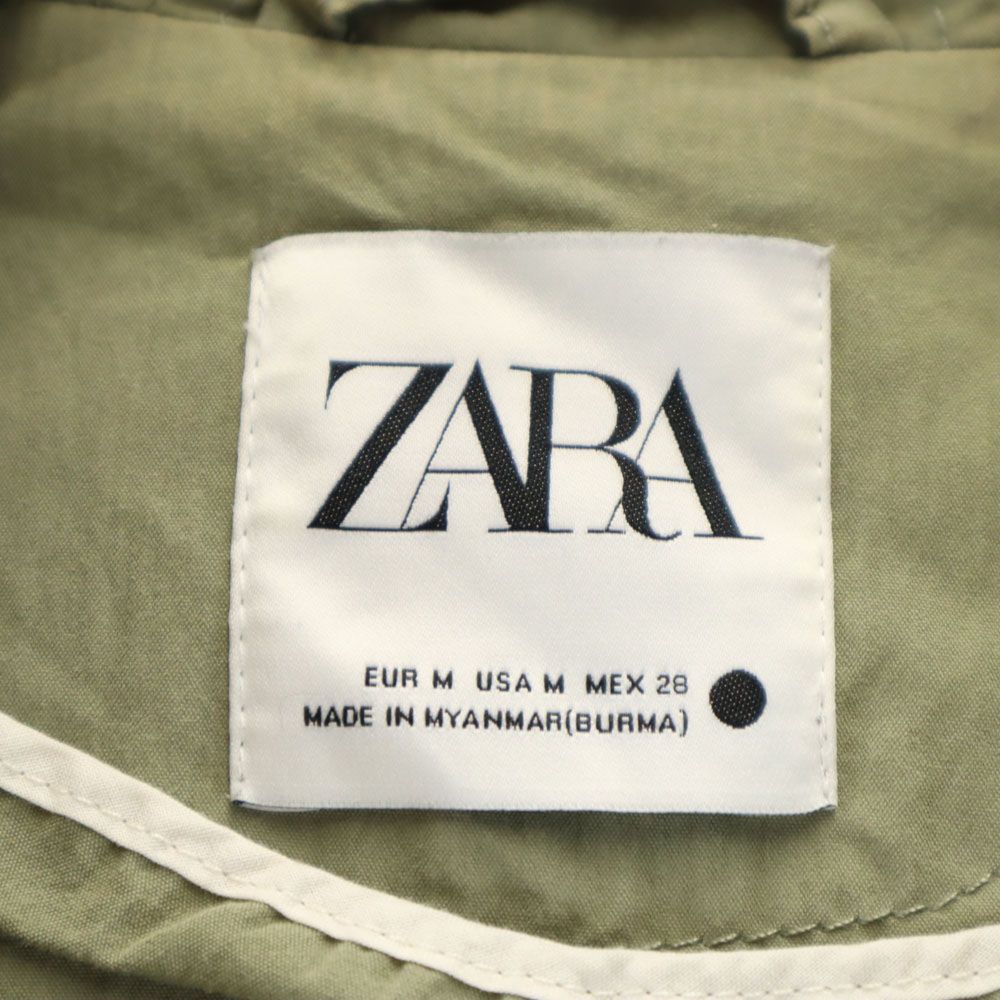 ZARA
EUR M USA M MEX 28
MADE IN MYANMAR(BURMA)